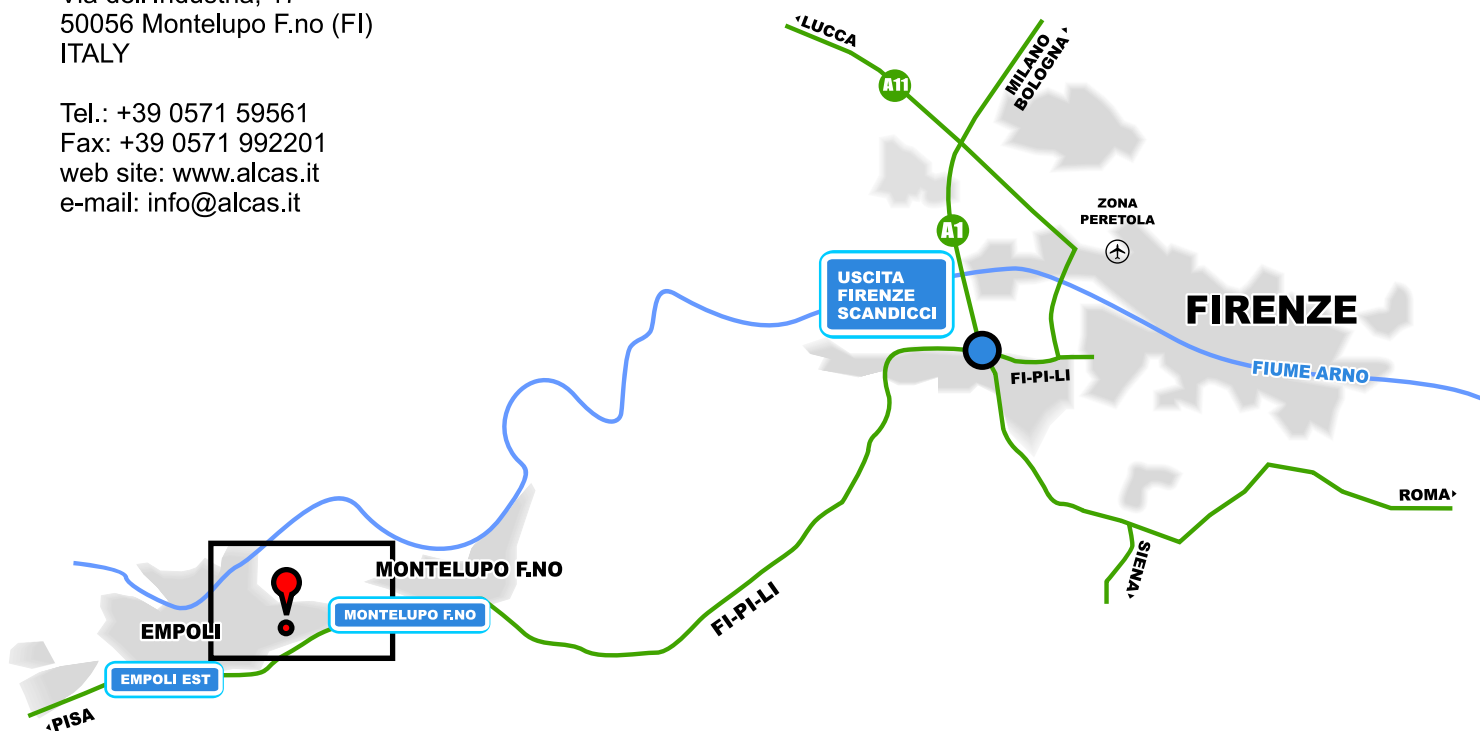 50056 Montelupo F.no (FI)
ITALY
Tel.: +39 0571 59561
Fax: +39 0571 992201
web site: www.alcas.it
e-mail: info@alcas.it
LUCCA
A11
MILANO
BOLOGNA
A1
ZONA
PERETOLA
USCITA
FIRENZE
SCANDICCI
FIRENZE
FIUME ARNO
FI-PI-LI
ROMA
SIENA
MONTELUPO F.NO
FI-PI-LI
MONTELUPO F.NO
EMPOLI
EMPOLI EST
PISA